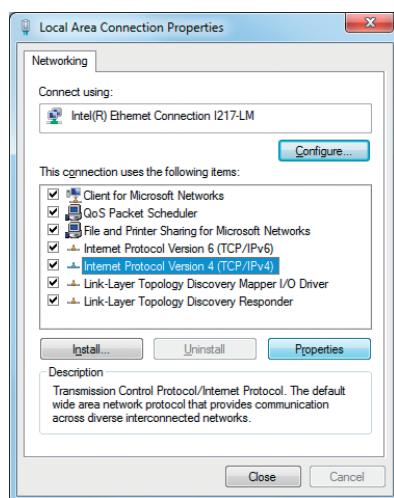 Local Area Connection Properties
Networking
Connect using:
Intel(R) Ethernet Connection I217-LM
Configure...
This connection uses the following items:
Client for Microsoft Networks
QoS Packet Scheduler
File and Printer Sharing for Microsoft Networks
Internet Protocol Version 6 (TCP/IPv6)
Internet Protocol Version 4 (TCP/IPv4)
Link-Layer Topology Discovery Mapper I/O Driver
Link-Layer Topology Discovery Responder
Install... Uninstall Properties
Description
Transmission Control Protocol/Internet Protocol. The default
wide area network protocol that provides communication
across diverse interconnected networks.
Close Cancel